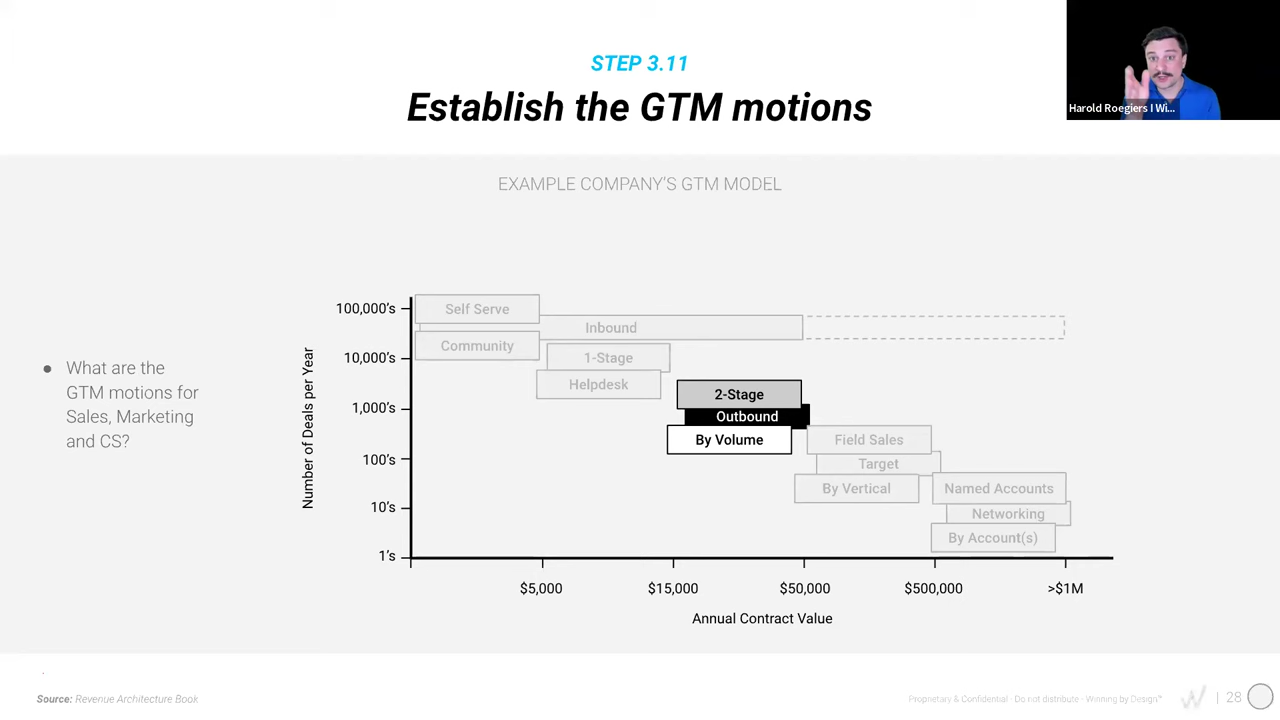 STEP 3.11
Establish the GTM motions
Harold Roegiers I Wi...
EXAMPLE COMPANY'S GTM MODEL
What are the
GTM motions for
Sales, Marketing
and CS?
Number of Deals per Year
100,000's
10,000's
1,000's
100's
10's
1's
Self Serve
Inbound
Community
1-Stage
Helpdesk
2-Stage
Outbound
By Volume
Field Sales
Target
By Vertical
Named Accounts
Networking
By Account(s)
$5,000
$15,000
$50,000
$500,000
>$1M
Annual Contract Value
Source: Revenue Architecture Book
Proprietary & Confidential · Do not distribute · Winning by Design™
| 28